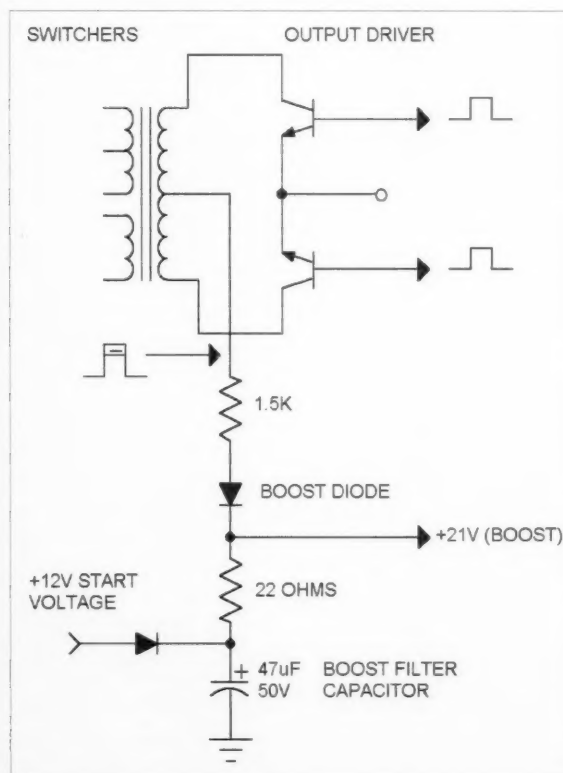 SWITCHERS
OUTPUT DRIVER
1.5K
BOOST DIODE
+21V (BOOST)
22 OHMS
+12V START
VOLTAGE
+ 47uF BOOST FILTER
50V CAPACITOR